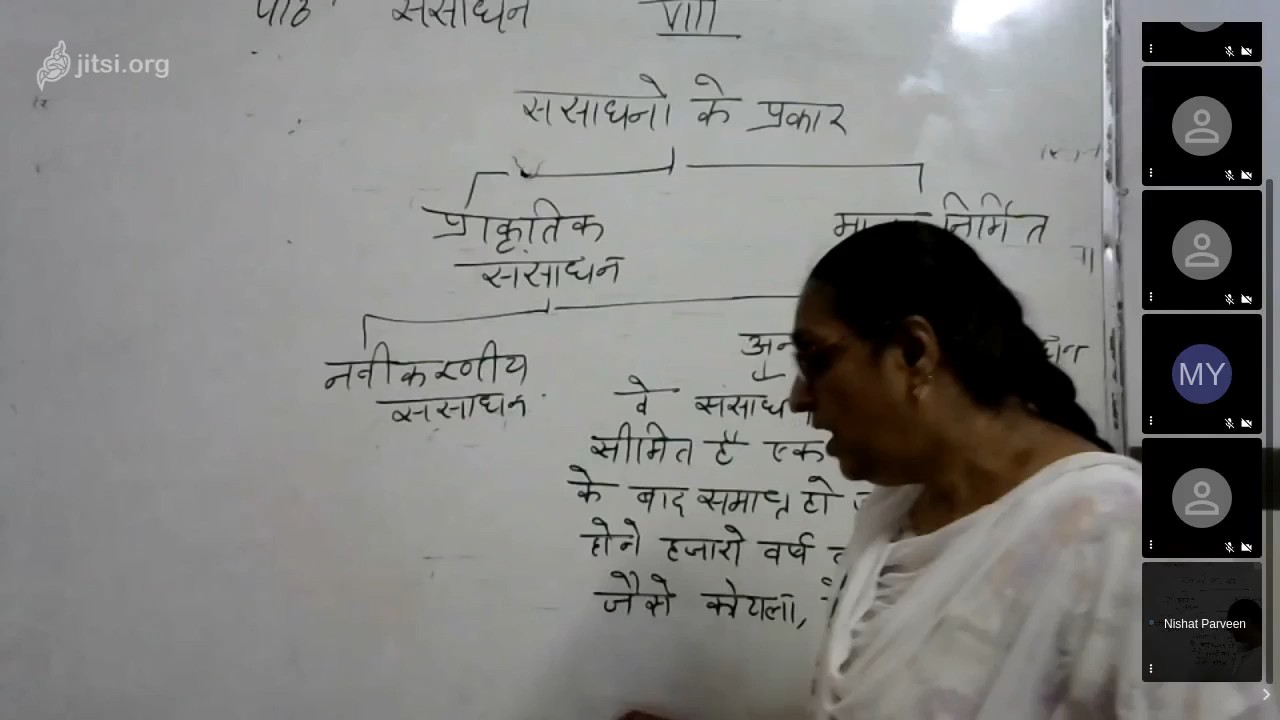 jitsi.org
पाठ संसाधन VIII
संसाधनों के प्रकार
प्राकृतिक
संसाधन
निर्मित
नवीकरणीय
संसाधन
वे
सीमित है एक
के बाद समाप्त हो
होने हजारो वर्ष
जैसे कोयला,
MY
Nishat Parveen